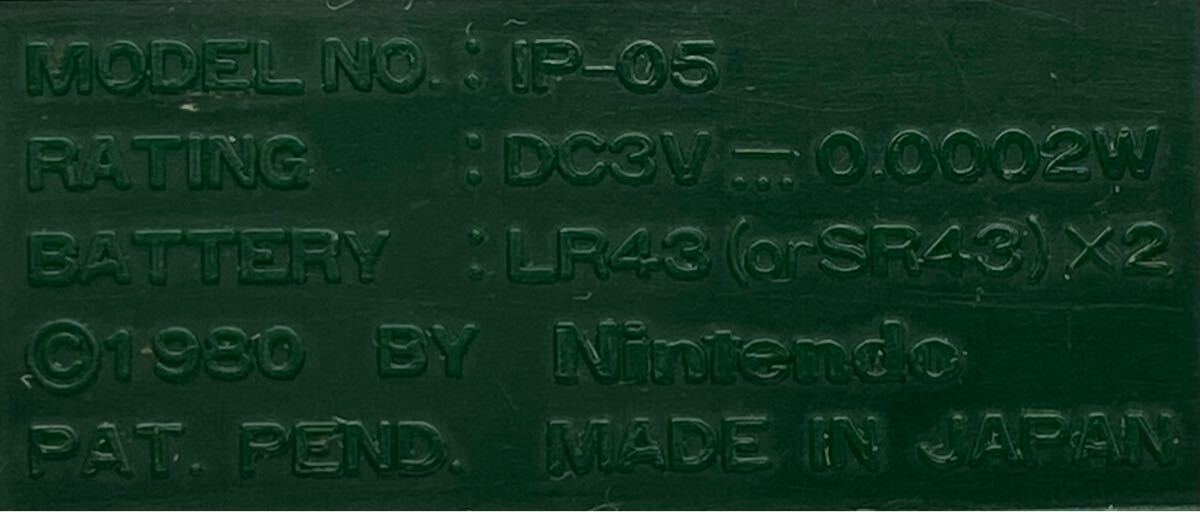 MODEL NO. : IP-05
RATING : DC3V ⎓ 0.0002W
BATTERY : LR43 (or SR43) X2
©1980 BY Nintendo
PAT. PEND. MADE IN JAPAN